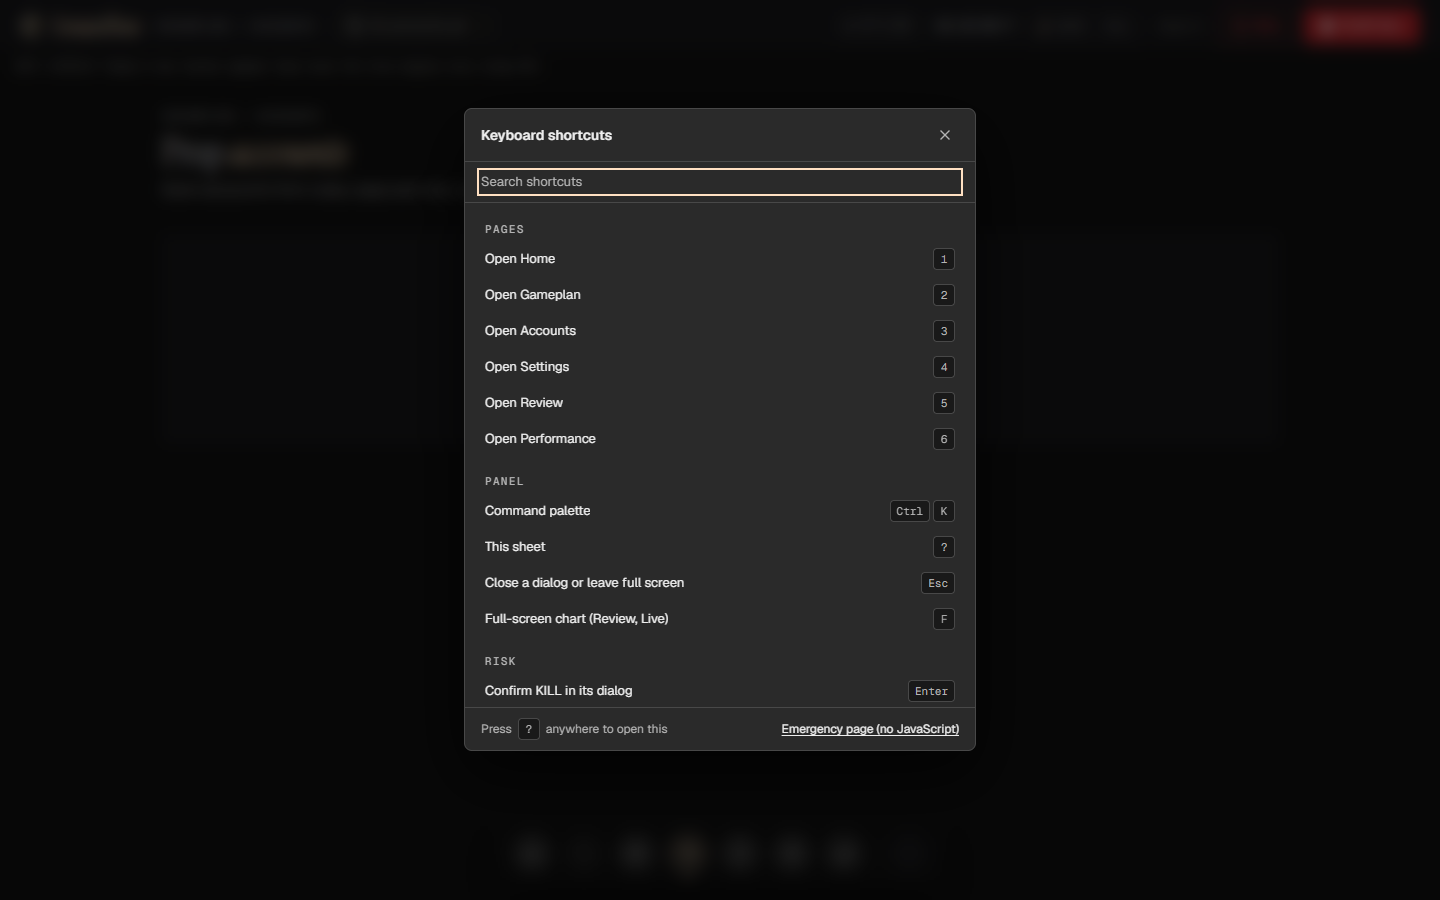 Keyboard shortcuts
Search shortcuts
PAGES
Open Home 1
Open Gameplan 2
Open Accounts 3
Open Settings 4
Open Review 5
Open Performance 6
PANEL
Command palette Ctrl K
This sheet ?
Close a dialog or leave full screen Esc
Full-screen chart (Review, Live) F
RISK
Confirm KILL in its dialog Enter
Press ? anywhere to open this Emergency page (no JavaScript)